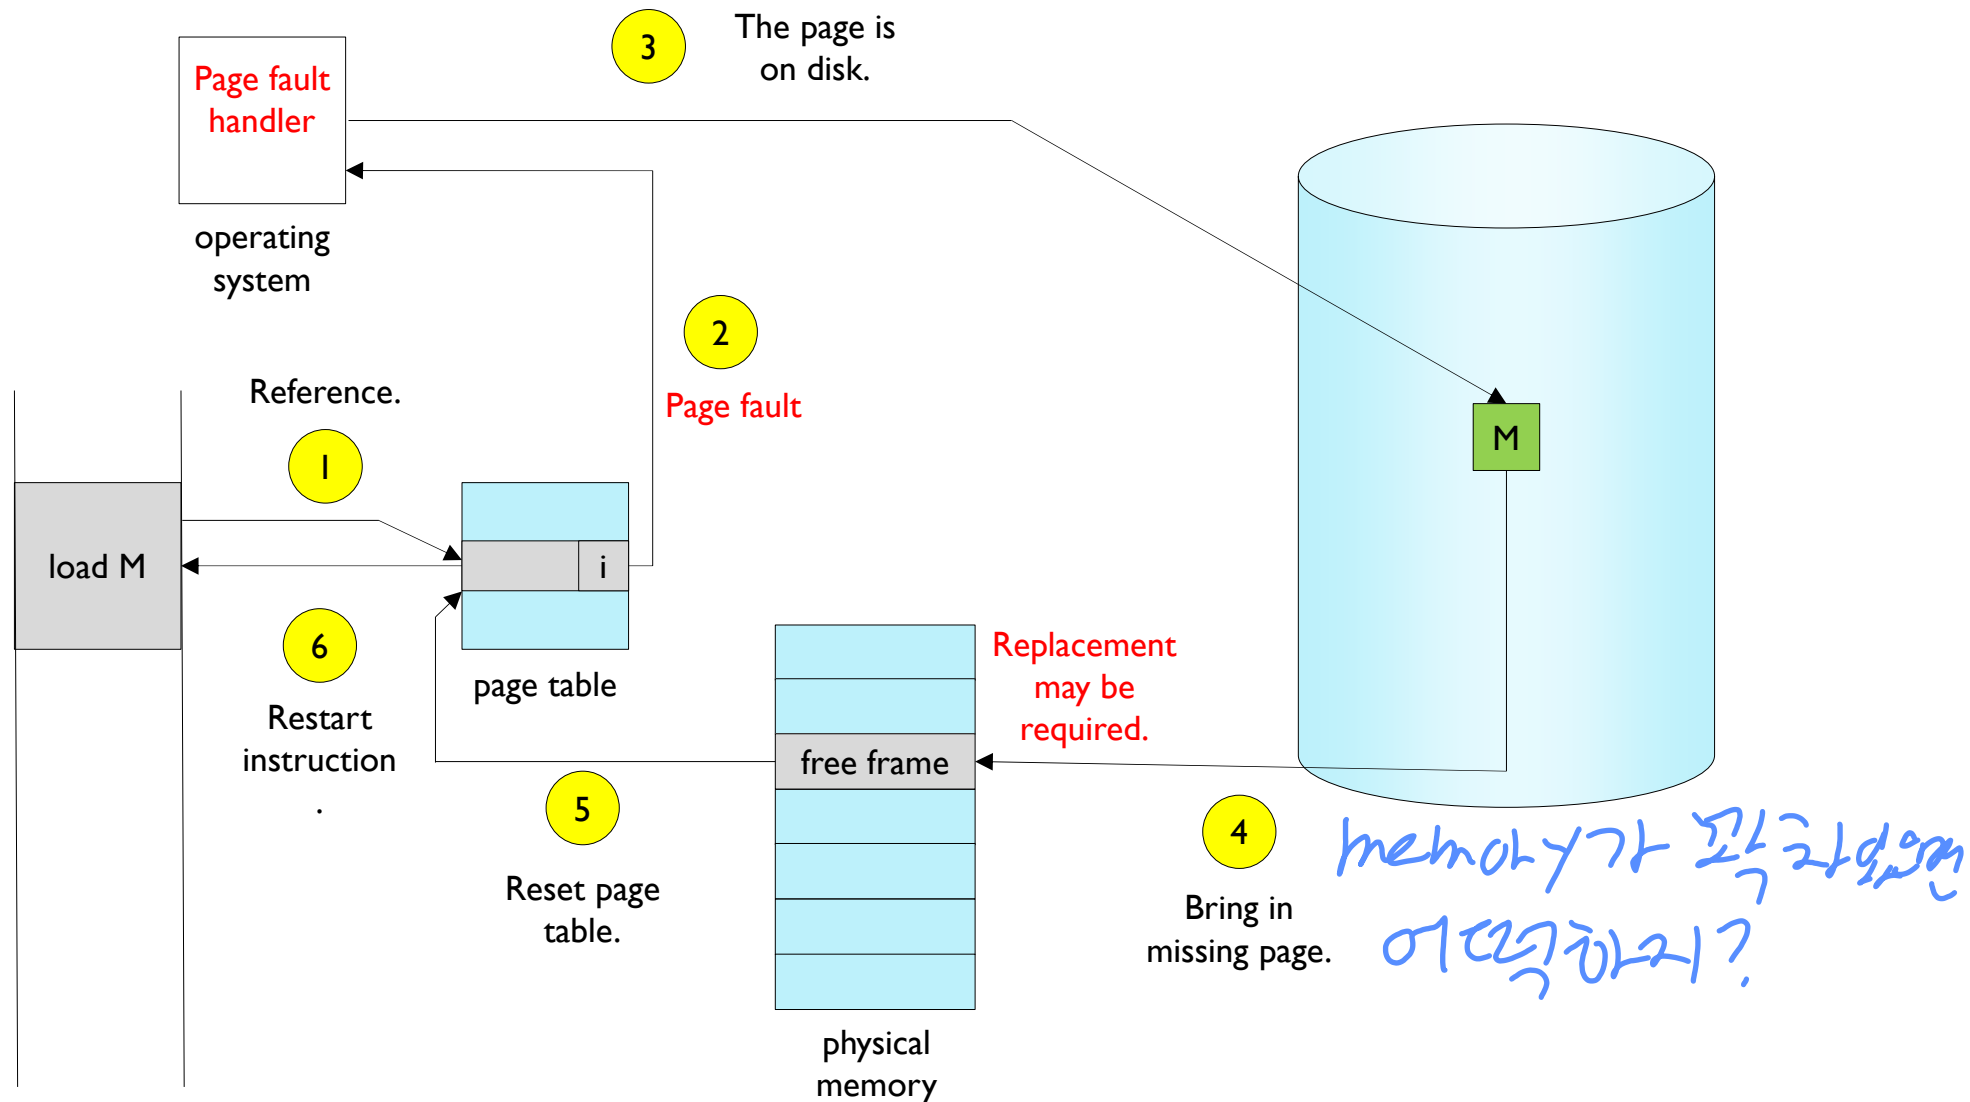 3
The page is
on disk.
Page fault
handler
operating
system
2
Page fault
Reference.
1
load M
i
M
6
Restart
instruction
.
page table
free frame
Replacement
may be
required.
5
Reset page
table.
4
Bring in
missing page.
physical
memory
memory가 꽉 차있으면
어떡하지?